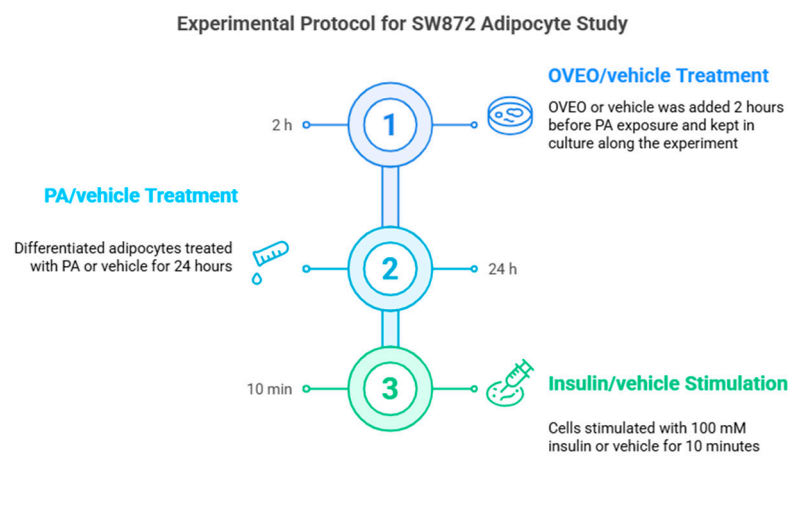 Experimental Protocol for SW872 Adipocyte Study
OVEO/vehicle Treatment
1
2 h
OVEO or vehicle was added 2 hours
before PA exposure and kept in
culture along the experiment
PA/vehicle Treatment
Differentiated adipocytes treated
with PA or vehicle for 24 hours
2
24 h
10 min
3
Insulin/vehicle Stimulation
Cells stimulated with 100 mM
insulin or vehicle for 10 minutes